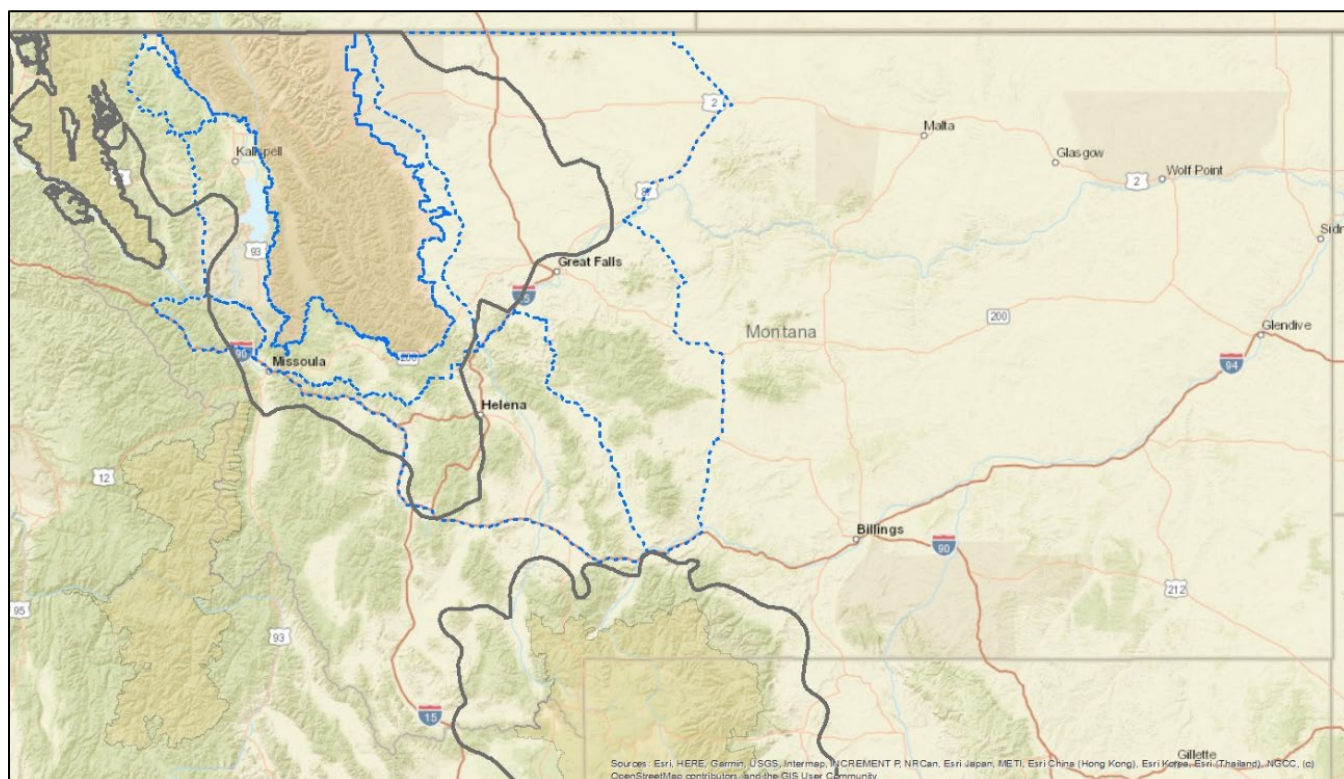 2
Malta
Glasgow
Kalispell
Wolf Point
2
87
Sidn
93
Great Falls
15
200
Montana
Glendive
90
200
Missoula
94
Helena
12
Billings
90
212
95
93
15
Gillette
Sources: Esri, HERE, Garmin, USGS, Intermap, INCREMENT P, NRCan, Esri Japan, METI, Esri China (Hong Kong), Esri Korea, Esri (Thailand), NGCC, (c)
OpenStreetMap contributors, and the GIS User Community